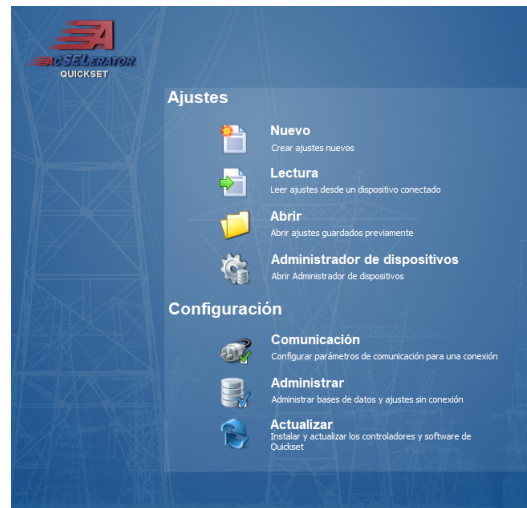 ACSELERATOR
QUICKSET
Ajustes
Nuevo
Crear ajustes nuevos
Lectura
Leer ajustes desde un dispositivo conectado
Abrir
Abrir ajustes guardados previamente
Administrador de dispositivos
Abrir Administrador de dispositivos
Configuración
Comunicación
Configurar parámetros de comunicación para una conexión
Administrar
Administrar bases de datos y ajustes sin conexión
Actualizar
Instalar y actualizar los controladores y software de
Quickset